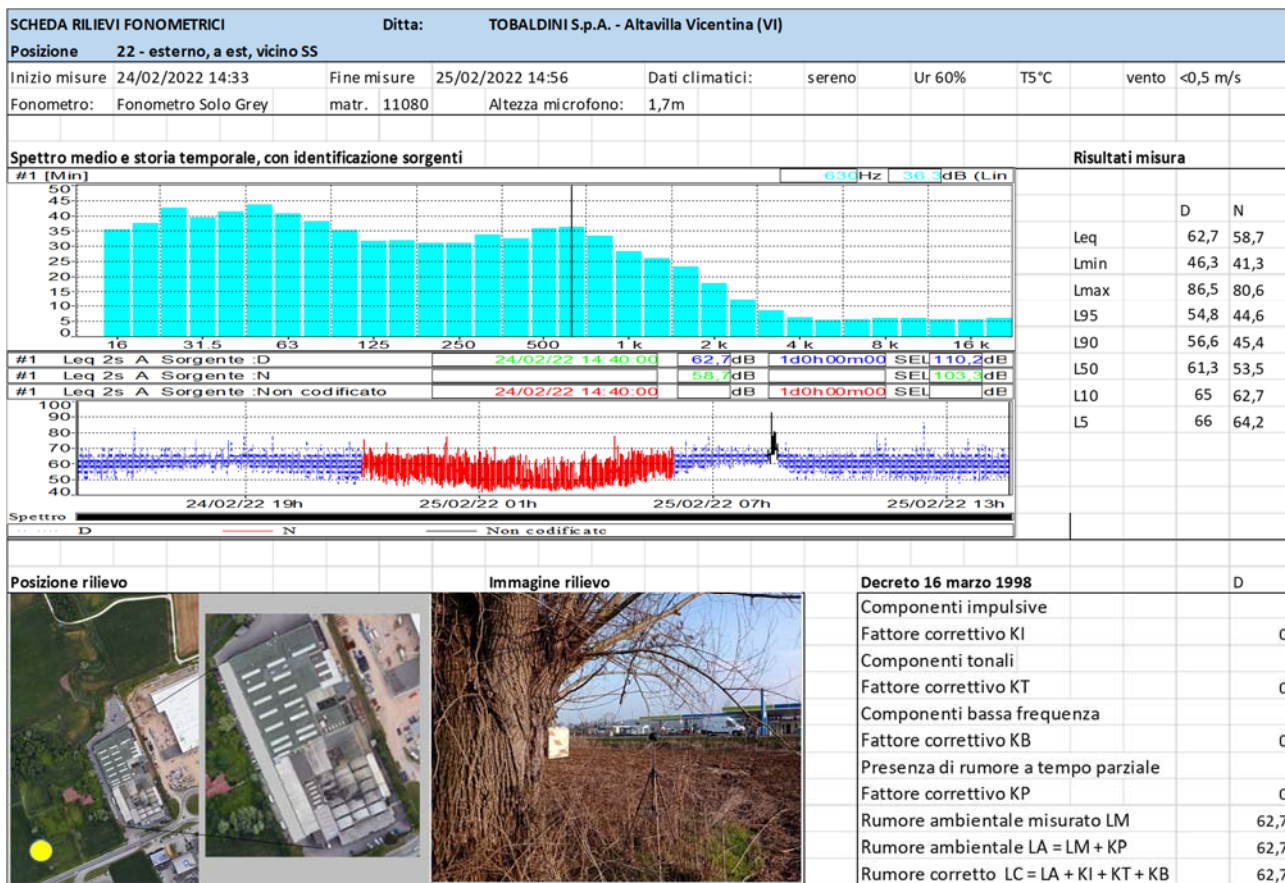 SCHEDA RILIEVI FONOMETRICI Ditta: TOBALDINI S.p.A. - Altavilla Vicentina (VI)
Posizione 22 - esterno, a est, vicino SS
Inizio misure 24/02/2022 14:33 Fine misure 25/02/2022 14:56 Dati climatici: sereno Ur 60% T5°C vento <0,5 m/s
Fonometro: Fonometro Solo Grey matr. 11080 Altezza microfono: 1,7m
Spettro medio e storia temporale, con identificazione sorgenti Risultati misura
#1 [Min] 630Hz 36.3dB (Lin
50
45
40
35
30
25
20
15
10
5
0
16 31.5 63 125 250 500 1 k 2 k 4 k 8 k 16 k
D N
Leq 62,7 58,7
Lmin 46,3 41,3
Lmax 86,5 80,6
L95 54,8 44,6
L90 56,6 45,4
L50 61,3 53,5
L10 65 62,7
L5 66 64,2
#1 Leq 2s A Sorgente :D 24/02/22 14:40:00 62,7dB 1d0h00m00 SEL 110,2dB
#1 Leq 2s A Sorgente :N 58,7dB SEL 103,3dB
#1 Leq 2s A Sorgente :Non codificato 24/02/22 14:40:00 dB 1d0h00m00 SEL dB
100
90
80
70
60
50
40
24/02/22 19h 25/02/22 01h 25/02/22 07h 25/02/22 13h
Spettro
D N Non codificato
Posizione rilievo Immagine rilievo Decreto 16 marzo 1998 D
Componenti impulsive
Fattore correttivo KI 0
Componenti tonali
Fattore correttivo KT 0
Componenti bassa frequenza
Fattore correttivo KB 0
Presenza di rumore a tempo parziale
Fattore correttivo KP 0
Rumore ambientale misurato LM 62,7
Rumore ambientale LA = LM + KP 62,7
Rumore corretto LC = LA + KI + KT + KB 62,7